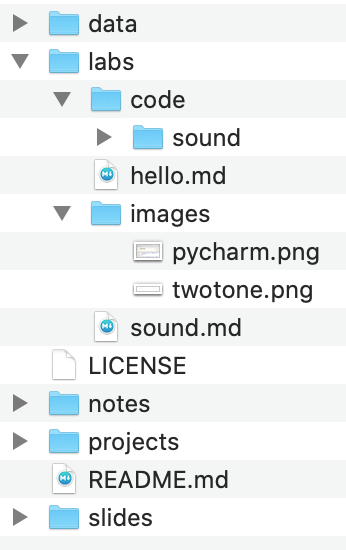 data
labs
code
sound
hello.md
images
pycharm.png
twotone.png
sound.md
LICENSE
notes
projects
README.md
slides